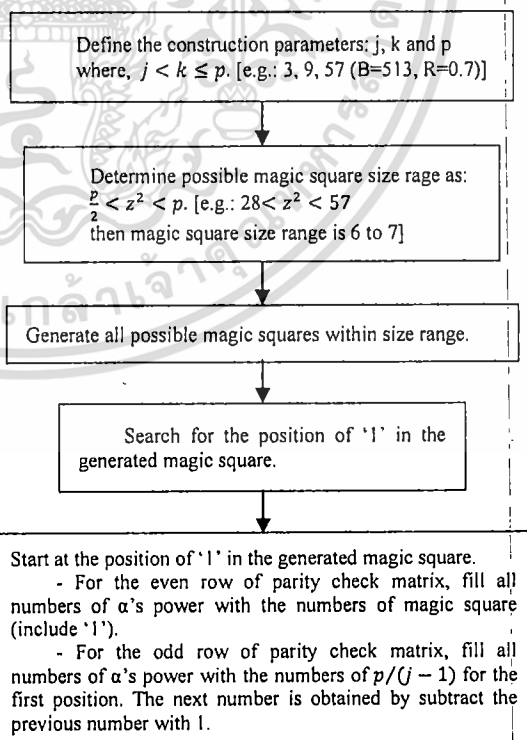 Define the construction parameters: j, k and p
where, j < k ≤ p. [e.g.: 3, 9, 57 (B=513, R=0.7)]
Determine possible magic square size rage as:
p/2 < z² < p. [e.g.: 28< z² < 57
then magic square size range is 6 to 7]
Generate all possible magic squares within size range.
Search for the position of '1' in the
generated magic square.
Start at the position of '1' in the generated magic square.
- For the even row of parity check matrix, fill all
numbers of α's power with the numbers of magic square
(include '1').
- For the odd row of parity check matrix, fill all
numbers of α's power with the numbers of p/(j − 1) for the
first position. The next number is obtained by subtract the
previous number with 1.